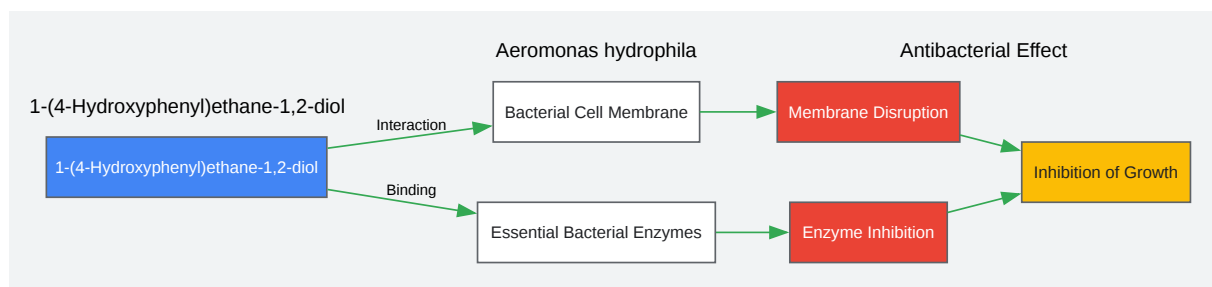 Aeromonas hydrophila
Antibacterial Effect
1-(4-Hydroxyphenyl)ethane-1,2-diol
Bacterial Cell Membrane
Membrane Disruption
Interaction
1-(4-Hydroxyphenyl)ethane-1,2-diol
Inhibition of Growth
Binding
Essential Bacterial Enzymes
Enzyme Inhibition